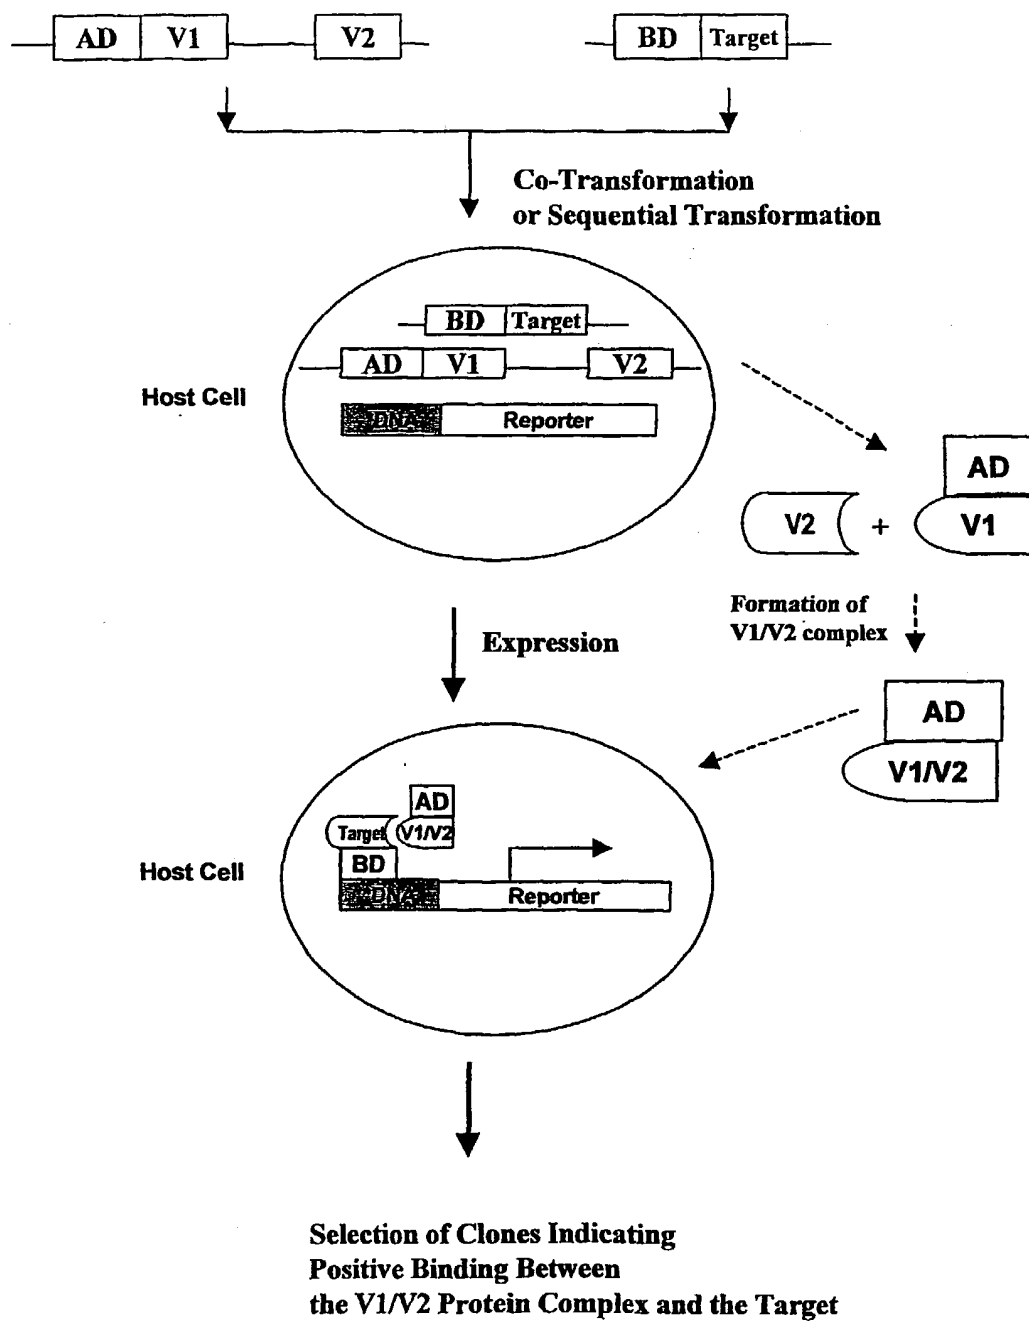 AD V1 V2 BD Target
Co-Transformation
or Sequential Transformation
BD Target
AD V1 V2
Host Cell
DNA Reporter
AD
V2 + V1
Formation of
V1/V2 complex
Expression
AD
V1/V2
AD
Target V1/V2
BD
Host Cell
DNA Reporter
Selection of Clones Indicating
Positive Binding Between
the V1/V2 Protein Complex and the Target